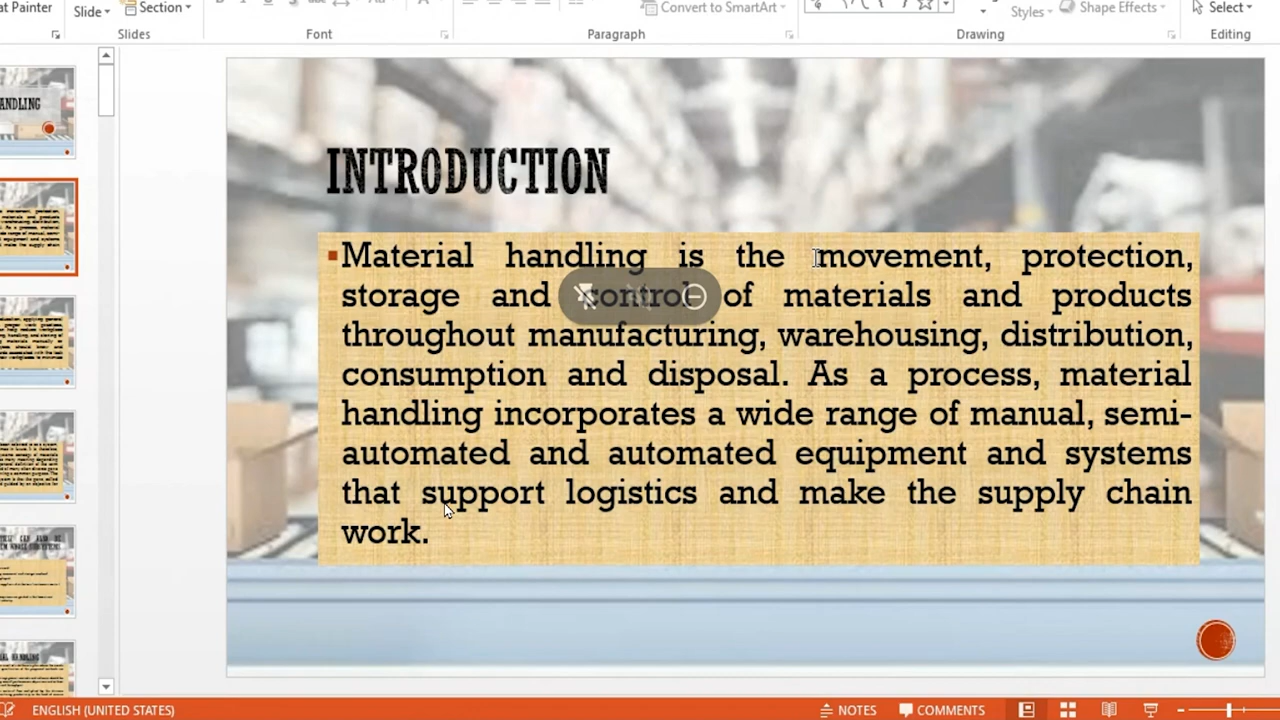 at Painter
Slide
Section
Convert to SmartArt
Styles
Shape Effects
Select
Slides
Font
Paragraph
Drawing
Editing
ANDLING
INTRODUCTION
Material handling is the movement, protection,
storage and control of materials and products
throughout manufacturing, warehousing, distribution,
consumption and disposal. As a process, material
handling incorporates a wide range of manual, semi-
automated and automated equipment and systems
that support logistics and make the supply chain
work.
ENGLISH (UNITED STATES)
NOTES
COMMENTS